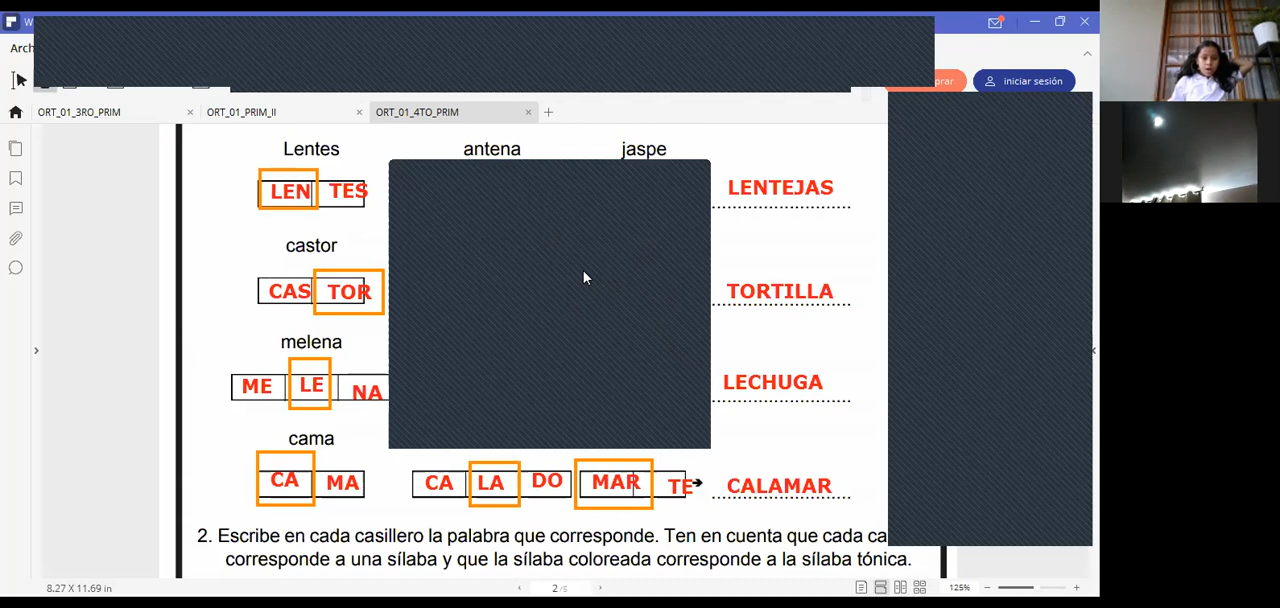 W
Arch
prar
iniciar sesión
ORT_01_3RO_PRIM × ORT_01_PRIM_II × ORT_01_4TO_PRIM × +
Lentes antena jaspe
LEN TES LENTEJAS
castor
CAS TOR TORTILLA
melena
ME LE NA LECHUGA
cama
CA MA CA LA DO MAR TE CALAMAR
2. Escribe en cada casillero la palabra que corresponde. Ten en cuenta que cada ca
corresponde a una sílaba y que la sílaba coloreada corresponde a la sílaba tónica.
8.27 X 11.69 in 2 /5 125%